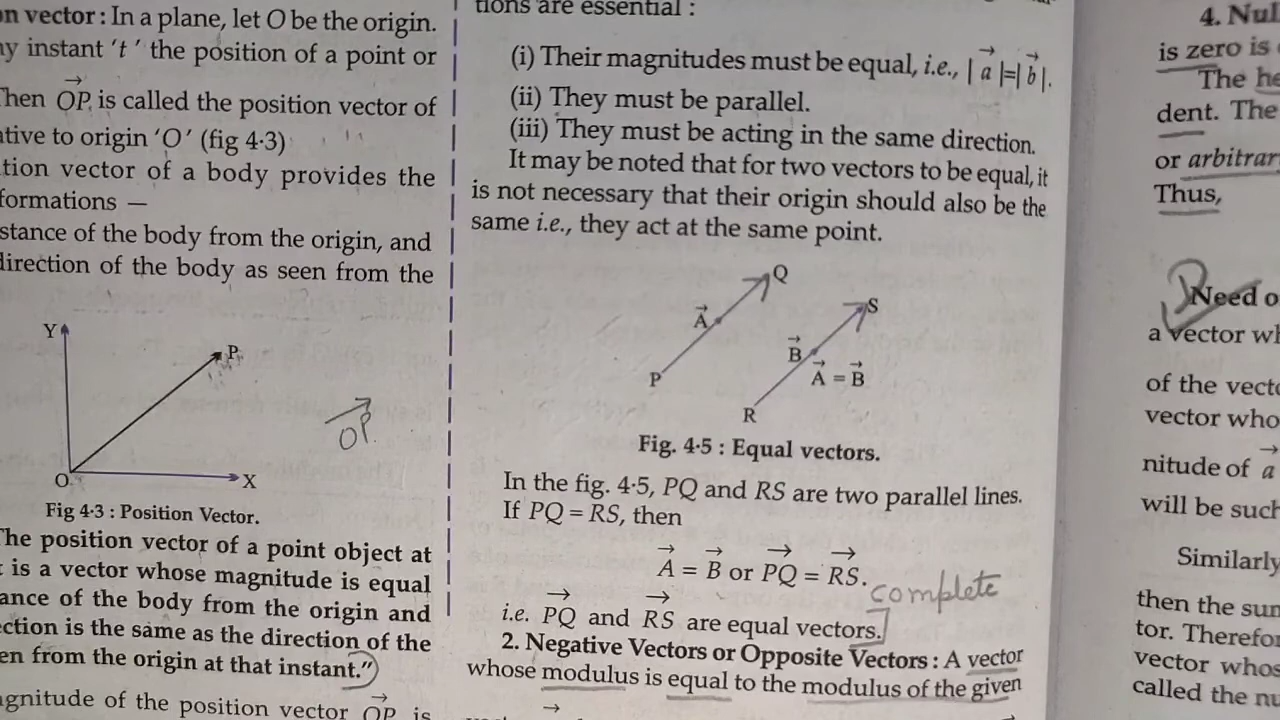 on vector : In a plane, let O be the origin.
ny instant 't' the position of a point or
Then OP, is called the position vector of
ative to origin 'O' (fig 4·3)
tion vector of a body provides the
formations —
stance of the body from the origin, and
direction of the body as seen from the
Y
P
OP
O
X
Fig 4·3 : Position Vector.
The position vector of a point object at
is a vector whose magnitude is equal
ance of the body from the origin and
ection is the same as the direction of the
en from the origin at that instant."
agnitude of the position vector OP is
tions are essential :
(i) Their magnitudes must be equal, i.e., |a⃗|=|b⃗|.
(ii) They must be parallel.
(iii) They must be acting in the same direction.
It may be noted that for two vectors to be equal, it
is not necessary that their origin should also be the
same i.e., they act at the same point.
Q
A⃗
S
B⃗
P
A⃗ = B⃗
R
Fig. 4·5 : Equal vectors.
In the fig. 4·5, PQ and RS are two parallel lines.
If PQ = RS, then
A⃗ = B⃗ or PQ⃗ = RS⃗.
complete
i.e. PQ⃗ and RS⃗ are equal vectors.
2. Negative Vectors or Opposite Vectors : A vector
whose modulus is equal to the modulus of the given
4. Nul
is zero is
The he
dent. The
or arbitrar
Thus,
Need o
a vector wh
of the vecto
vector who
nitude of a⃗
will be such
Similarly
then the sum
tor. Therefor
vector whos
called the nu